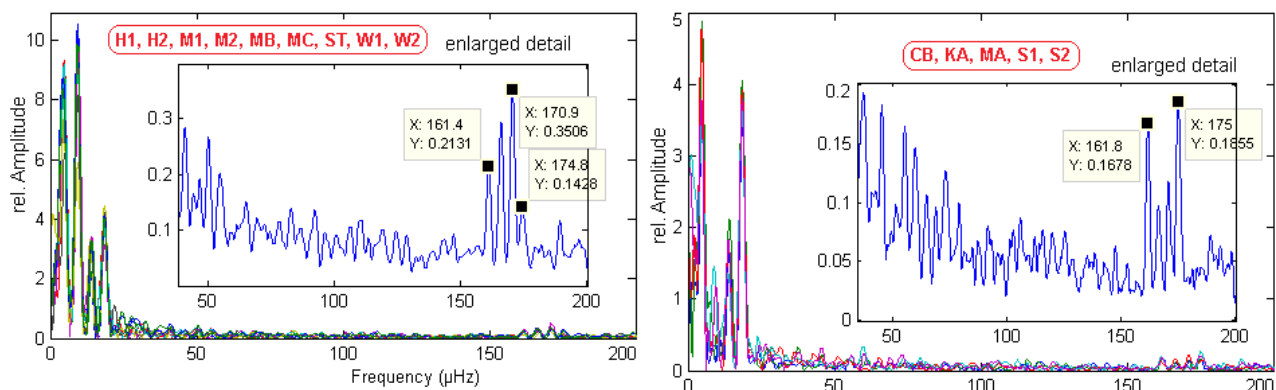 H1, H2, M1, M2, MB, MC, ST, W1, W2
enlarged detail
rel. Amplitude
10
8
6
4
2
0
0.3
0.2
0.1
X: 161.4
Y: 0.2131
X: 170.9
Y: 0.3506
X: 174.8
Y: 0.1428
50
100
150
200
0
50
100
150
200
Frequency (µHz)
CB, KA, MA, S1, S2
enlarged detail
rel. Amplitude
5
4
3
2
1
0
0.20
0.15
0.10
0.05
0
X: 161.8
Y: 0.1678
X: 175
Y: 0.1855
50
100
150
200
0
50
100
150
200